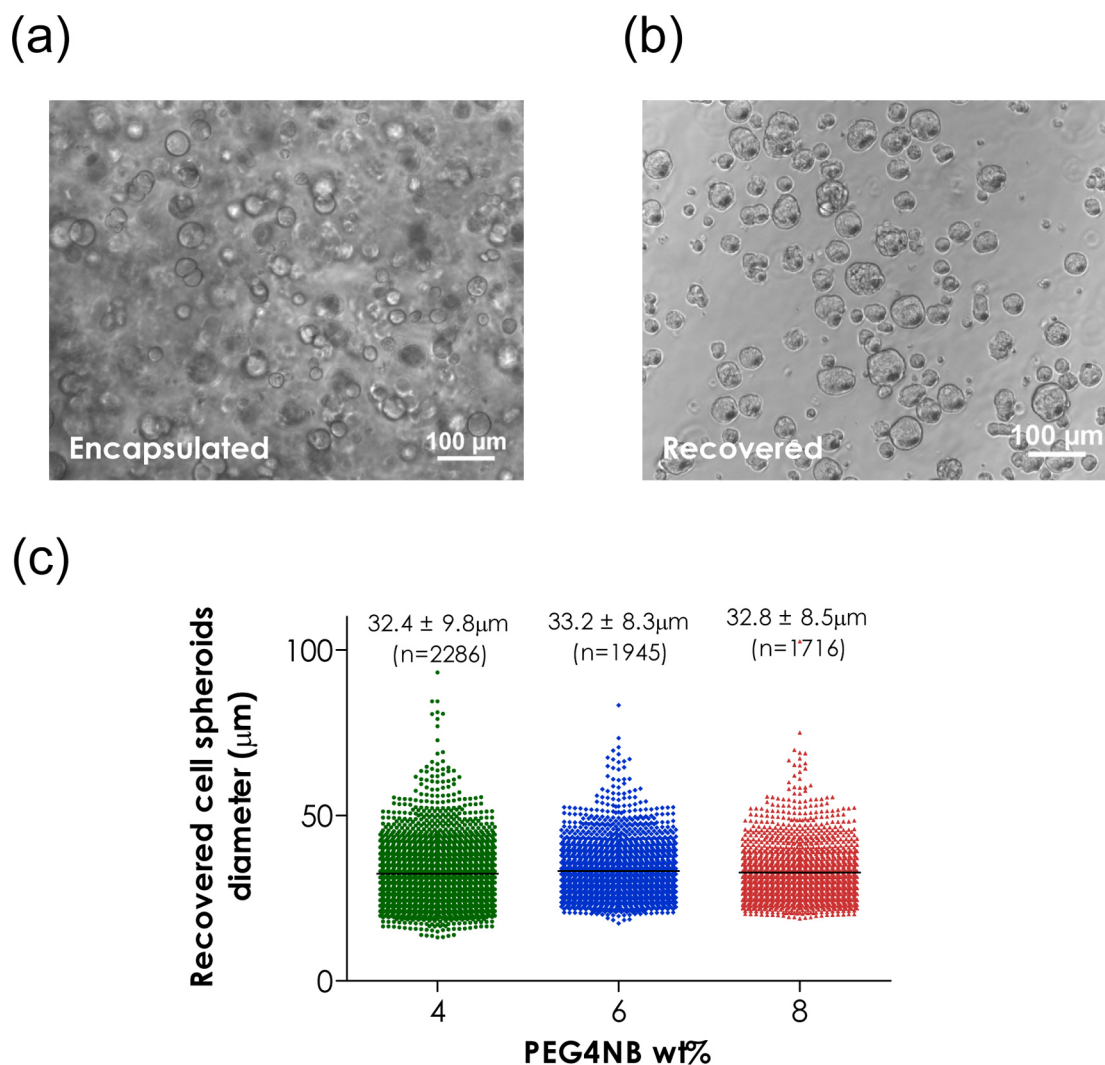 (a)
(b)
Encapsulated
100 μm
Recovered
100 μm
(c)
Recovered cell spheroids
diameter (μm)
100
50
0
32.4 ± 9.8μm
(n=2286)
33.2 ± 8.3μm
(n=1945)
32.8 ± 8.5μm
(n=1716)
4
6
8
PEG4NB wt%